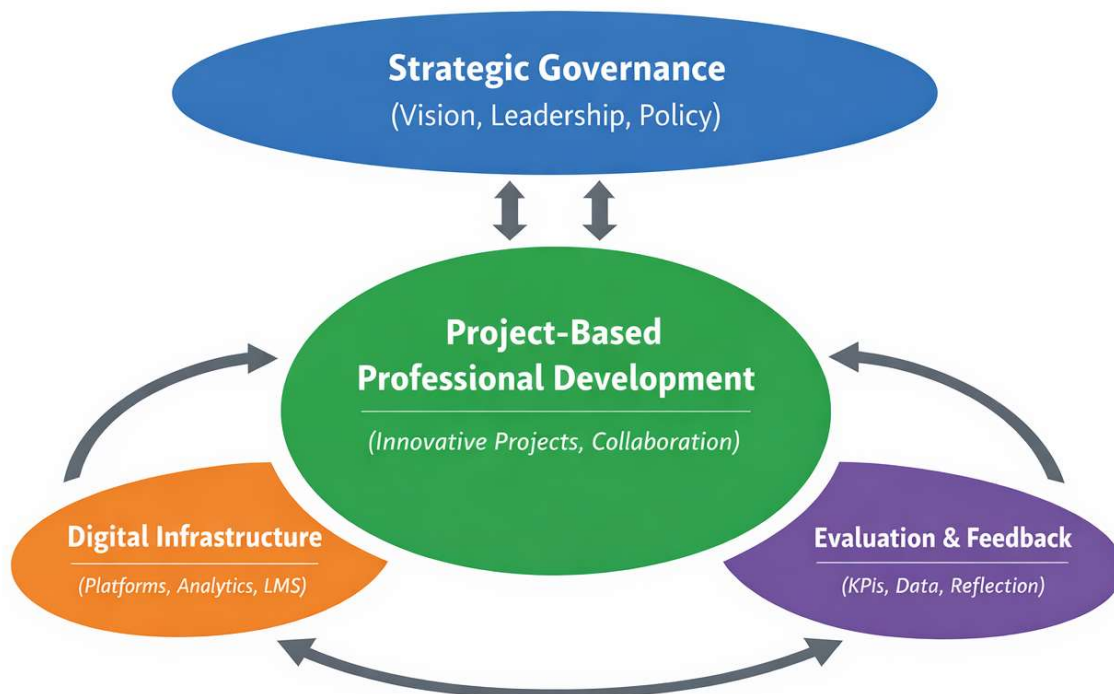 Strategic Governance
(Vision, Leadership, Policy)
Project-Based
Professional Development
(Innovative Projects, Collaboration)
Digital Infrastructure
(Platforms, Analytics, LMS)
Evaluation & Feedback
(KPis, Data, Reflection)